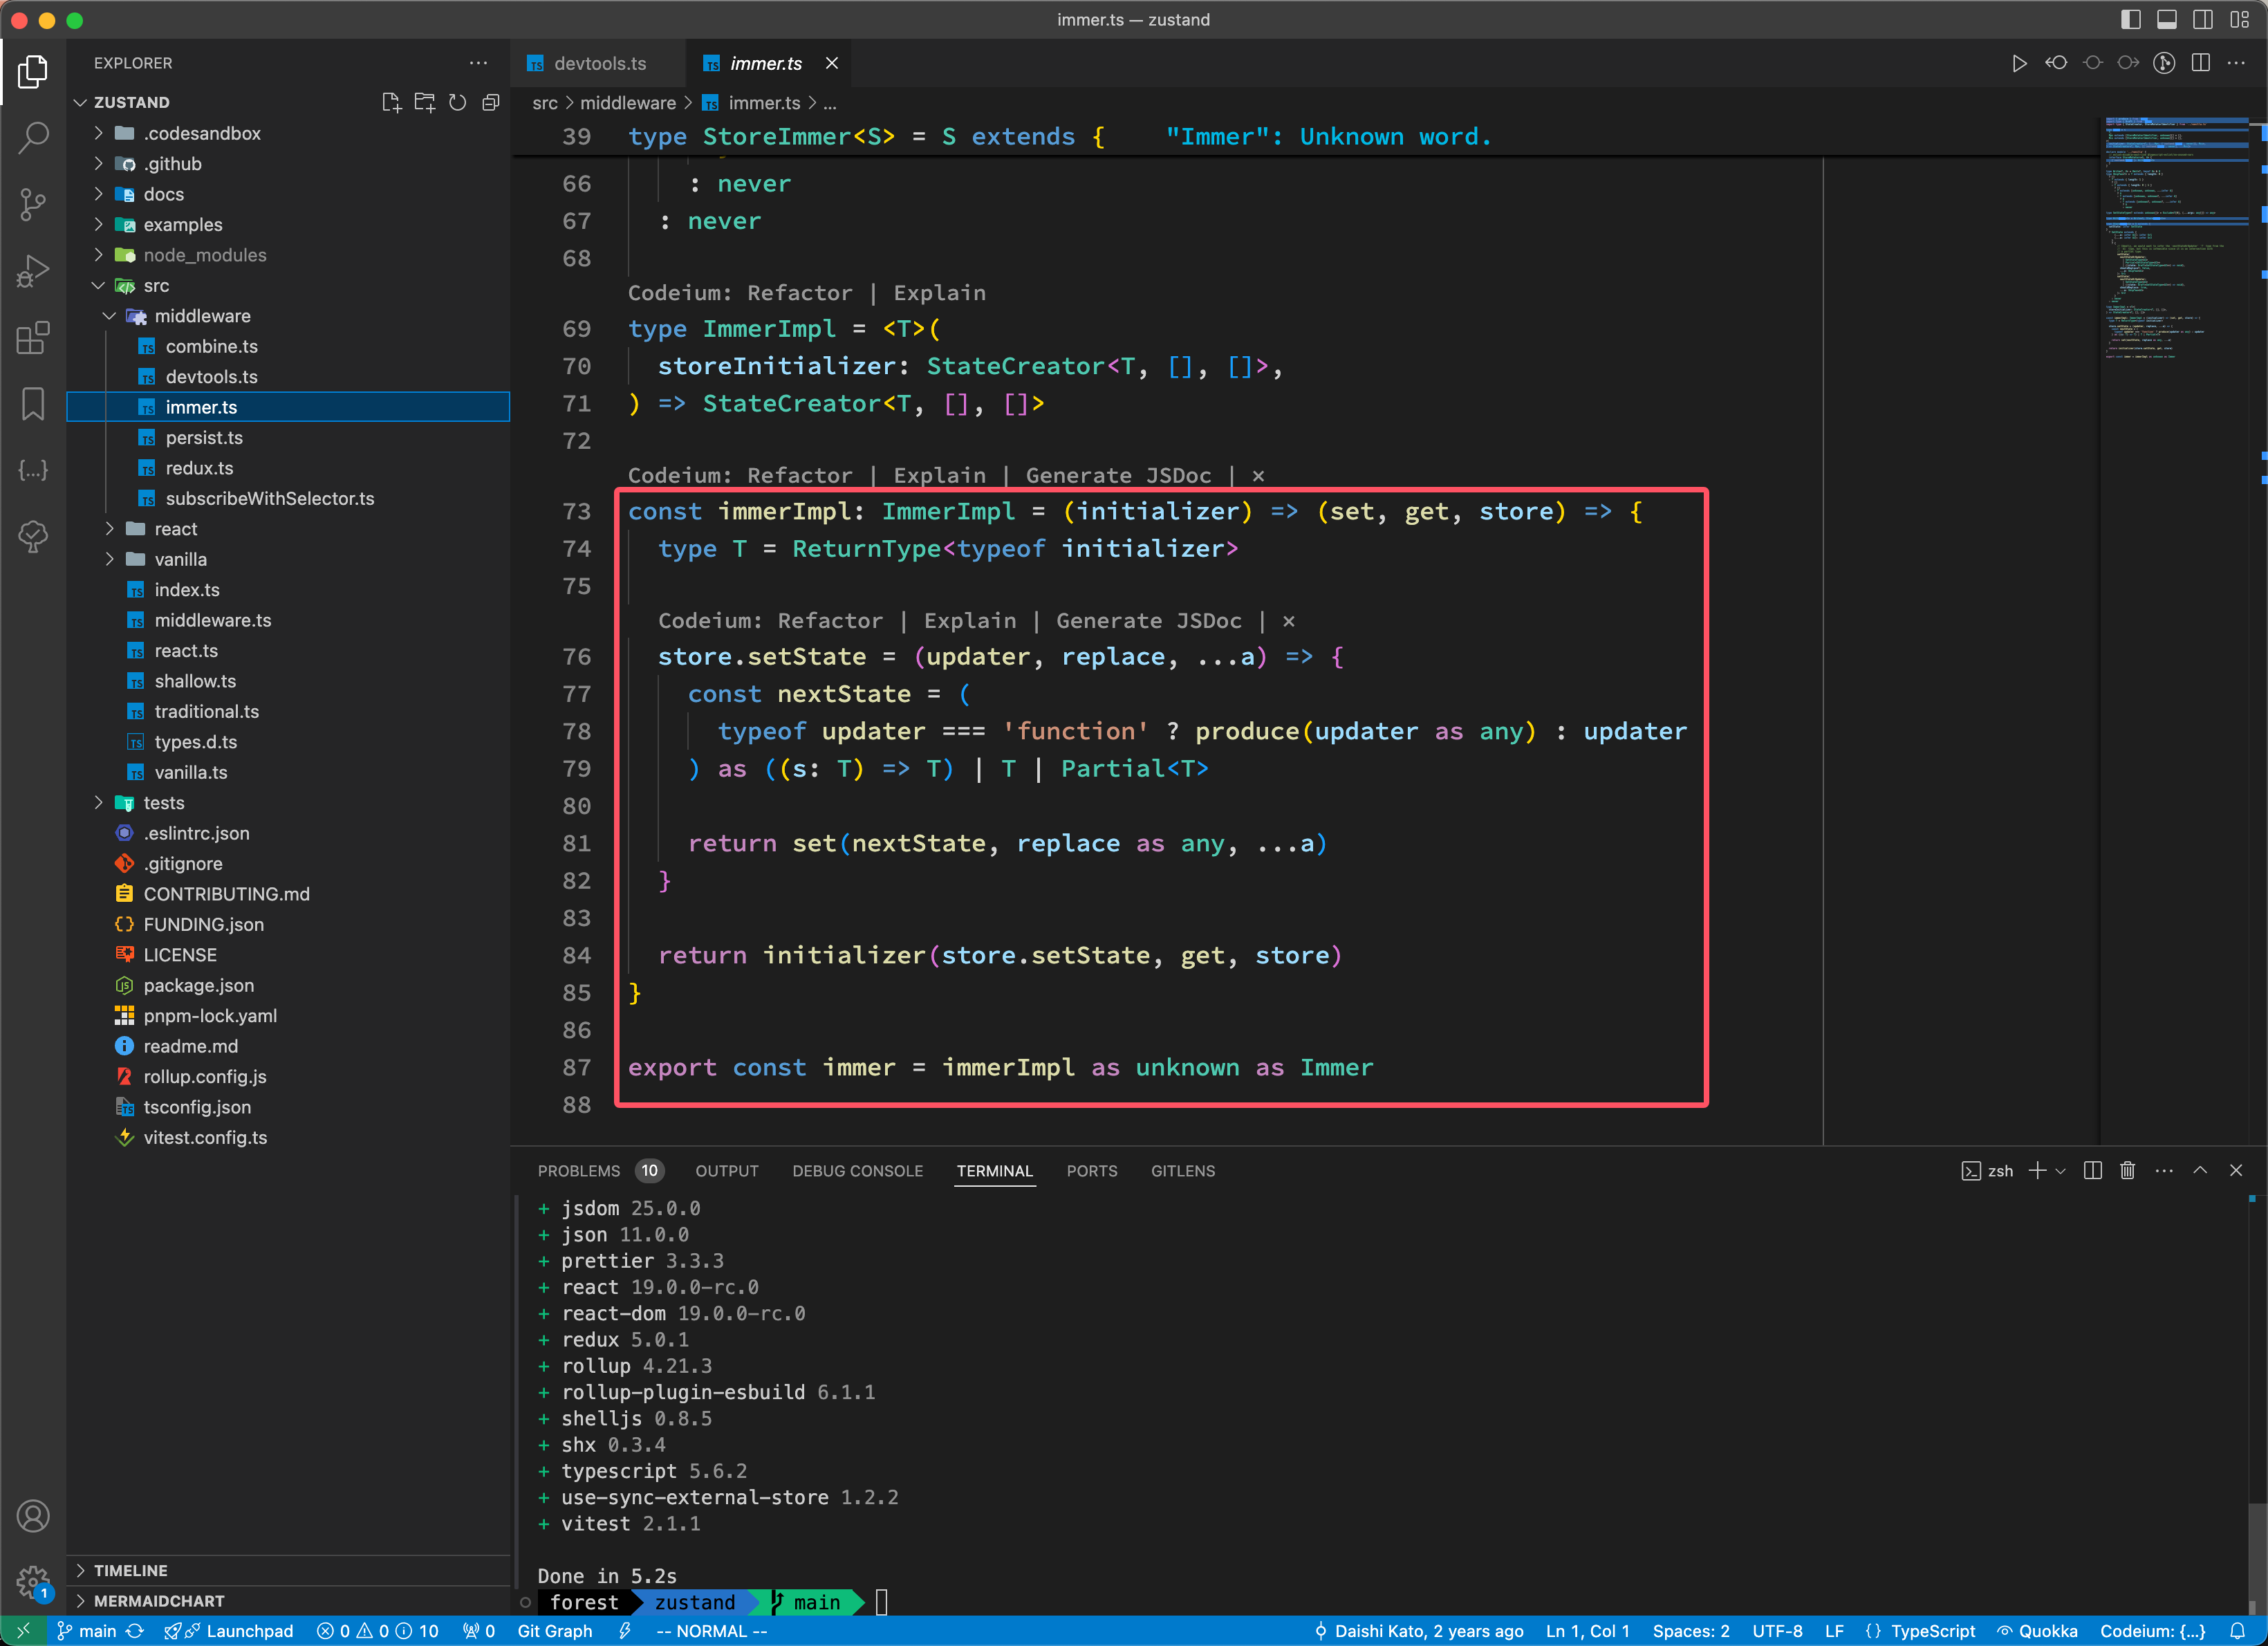 immer.ts — zustand
EXPLORER
ZUSTAND
.codesandbox
.github
docs
examples
node_modules
src
middleware
combine.ts
devtools.ts
immer.ts
persist.ts
redux.ts
subscribeWithSelector.ts
react
vanilla
index.ts
middleware.ts
react.ts
shallow.ts
traditional.ts
types.d.ts
vanilla.ts
tests
.eslintrc.json
.gitignore
CONTRIBUTING.md
FUNDING.json
LICENSE
package.json
pnpm-lock.yaml
readme.md
rollup.config.js
tsconfig.json
vitest.config.ts
TIMELINE
MERMAIDCHART
devtools.ts
immer.ts
src > middleware > immer.ts > ...
39 type StoreImmer<S> = S extends { "Immer": Unknown word.
66 : never
67 : never
68
Codeium: Refactor | Explain
69 type ImmerImpl = <T>(
70 storeInitializer: StateCreator<T, [], []>,
71 ) => StateCreator<T, [], []>
72
Codeium: Refactor | Explain | Generate JSDoc | ×
73 const immerImpl: ImmerImpl = (initializer) => (set, get, store) => {
74 type T = ReturnType<typeof initializer>
75
Codeium: Refactor | Explain | Generate JSDoc | ×
76 store.setState = (updater, replace, ...a) => {
77 const nextState = (
78 typeof updater === 'function' ? produce(updater as any) : updater
79 ) as ((s: T) => T) | T | Partial<T>
80
81 return set(nextState, replace as any, ...a)
82 }
83
84 return initializer(store.setState, get, store)
85 }
86
87 export const immer = immerImpl as unknown as Immer
88
PROBLEMS 10 OUTPUT DEBUG CONSOLE TERMINAL PORTS GITLENS
zsh
+ jsdom 25.0.0
+ json 11.0.0
+ prettier 3.3.3
+ react 19.0.0-rc.0
+ react-dom 19.0.0-rc.0
+ redux 5.0.1
+ rollup 4.21.3
+ rollup-plugin-esbuild 6.1.1
+ shelljs 0.8.5
+ shx 0.3.4
+ typescript 5.6.2
+ use-sync-external-store 1.2.2
+ vitest 2.1.1
Done in 5.2s
forest zustand main
1
main Launchpad 0 0 10 0 Git Graph -- NORMAL -- Daishi Kato, 2 years ago Ln 1, Col 1 Spaces: 2 UTF-8 LF {} TypeScript Quokka Codeium: {...}